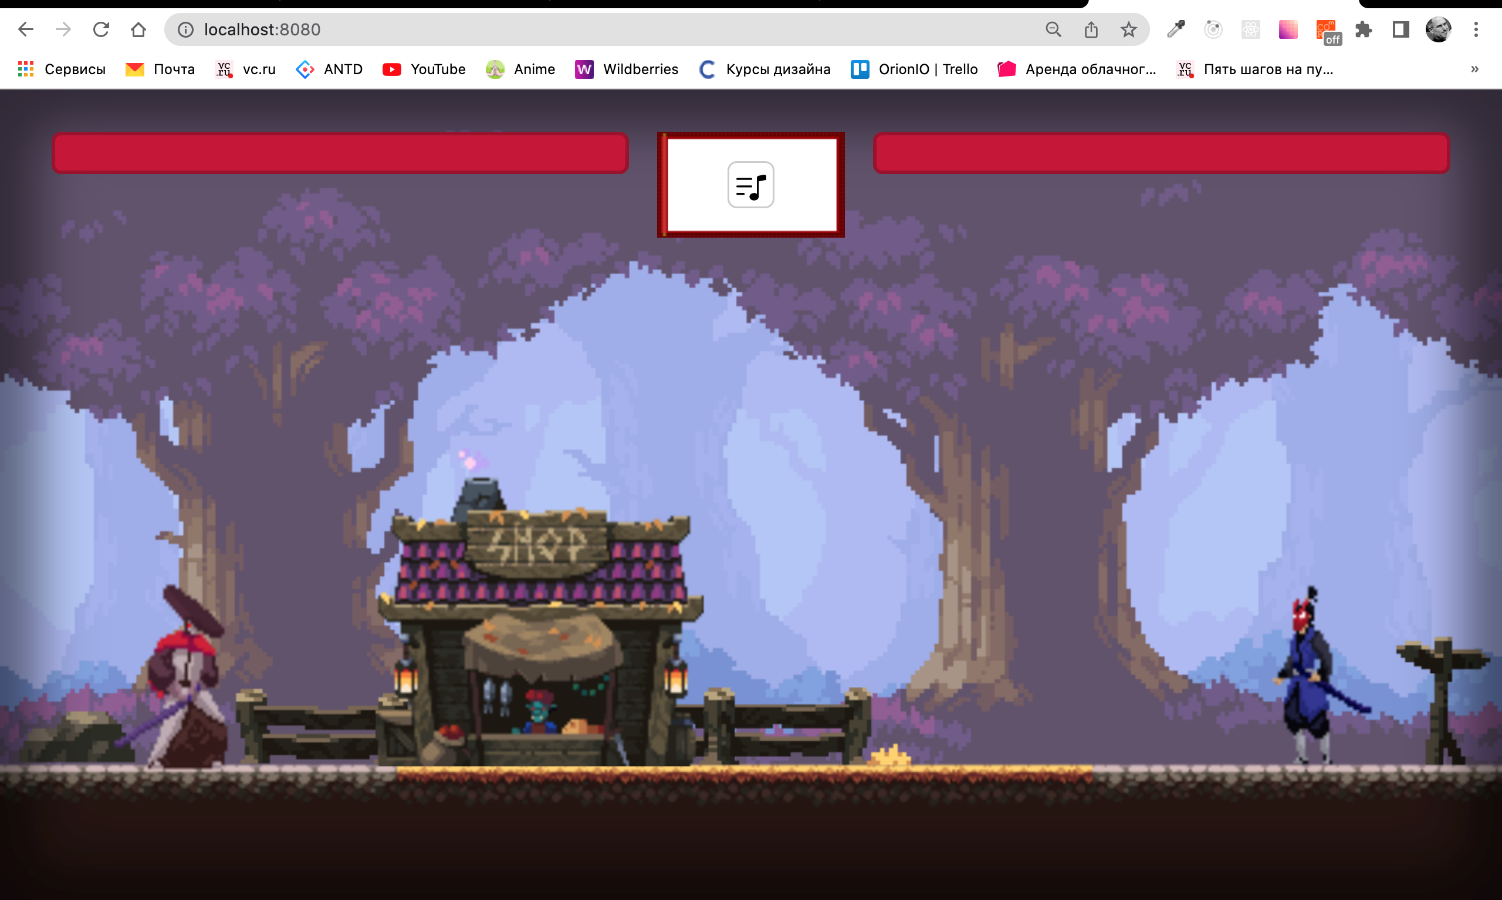 localhost:8080
off
Сервисы Почта vc.ru ANTD YouTube Anime Wildberries Курсы дизайна OrionIO | Trello Аренда облачног... Пять шагов на пу... »
SHOP